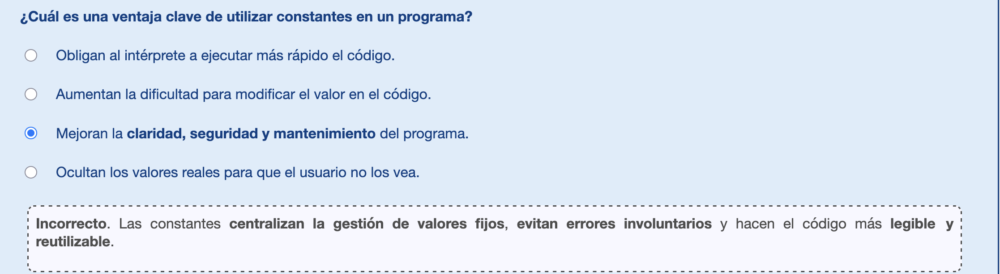 ¿Cuál es una ventaja clave de utilizar constantes en un programa?
Obligan al intérprete a ejecutar más rápido el código.
Aumentan la dificultad para modificar el valor en el código.
Mejoran la claridad, seguridad y mantenimiento del programa.
Ocultan los valores reales para que el usuario no los vea.
Incorrecto. Las constantes centralizan la gestión de valores fijos, evitan errores involuntarios y hacen el código más legible y
reutilizable.